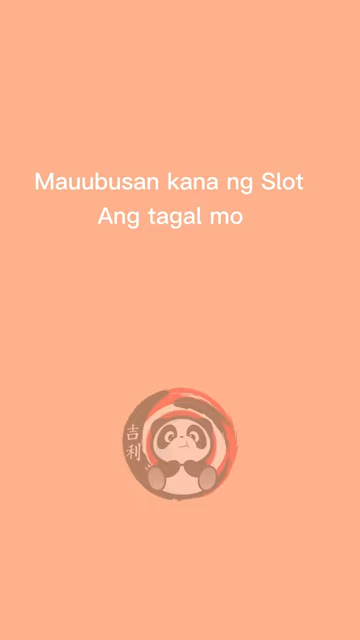 Mauubusan kana ng Slot
Ang tagal mo
吉
利